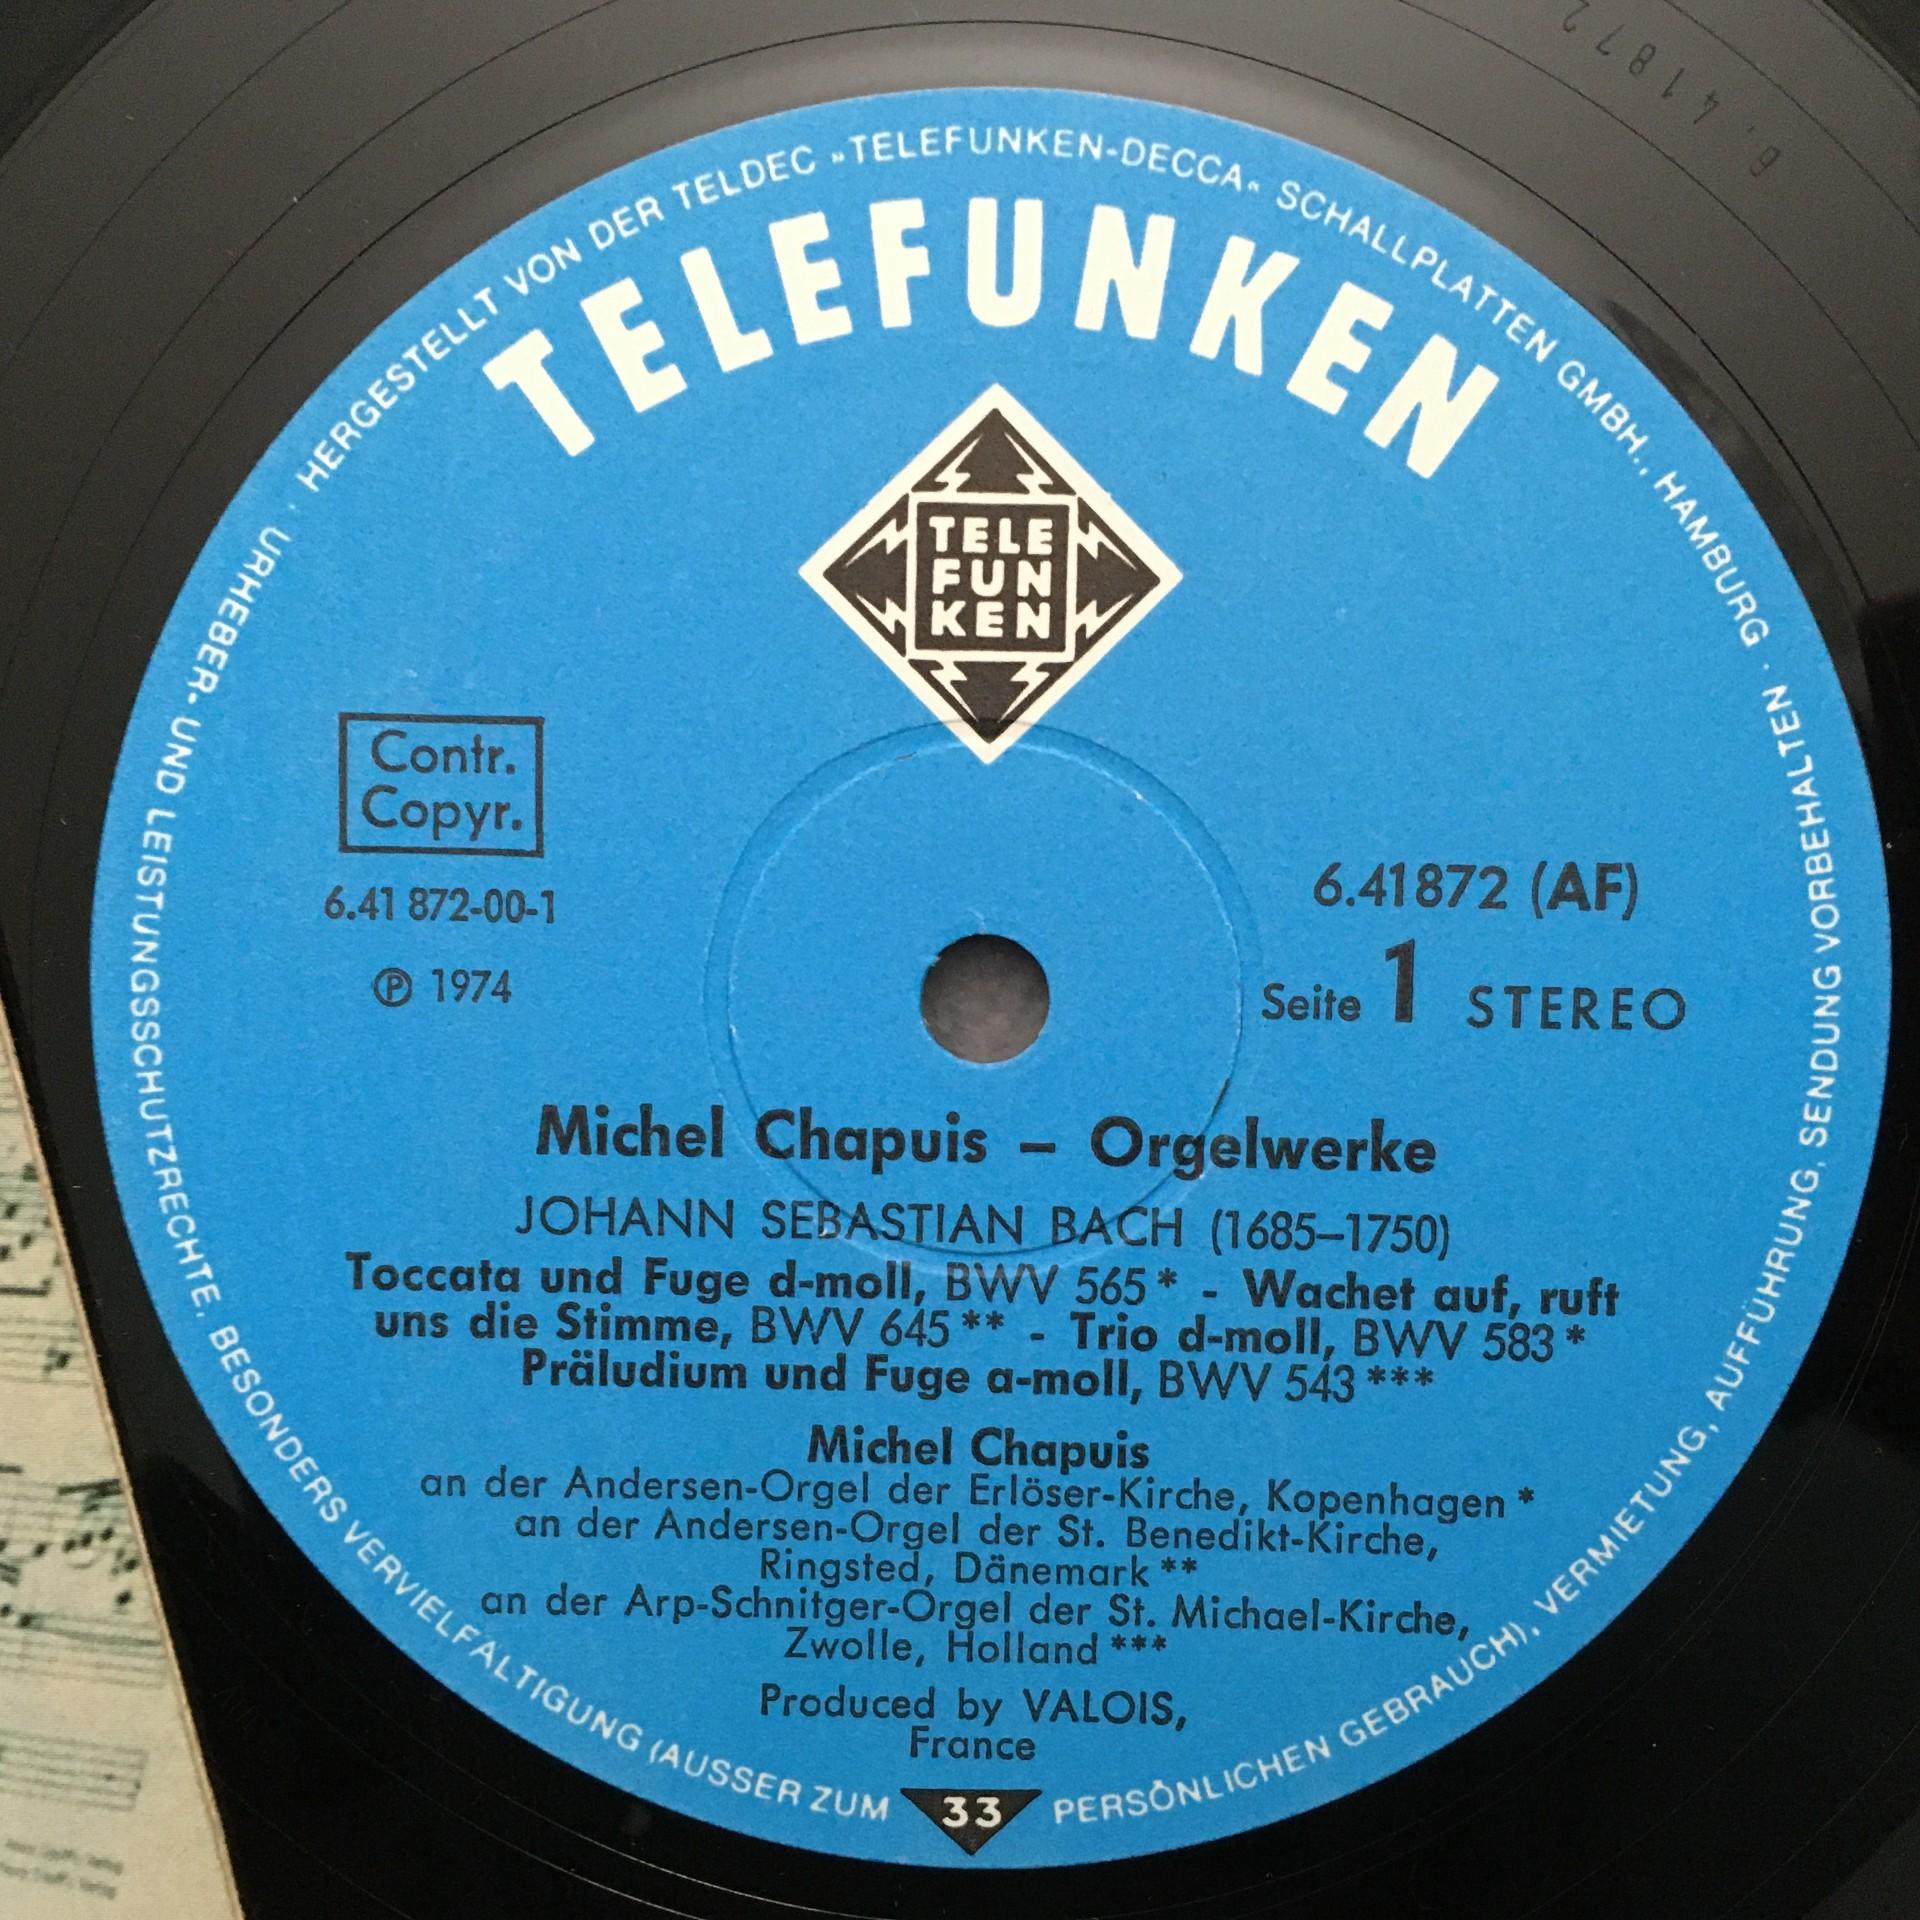 6.41872
HERGESTELLT VON DER TELDEC »TELEFUNKEN-DECCA« SCHALLPLATTEN GMBH., HAMBURG ·
URHEBER- UND LEISTUNGSSCHUTZRECHTE, BESONDERS VERVIELFÄLTIGUNG (AUSSER ZUM PERSÖNLICHEN GEBRAUCH), VERMIETUNG, AUFFÜHRUNG, SENDUNG VORBEHALTEN ·
TELEFUNKEN
TELE
FUN
KEN
Contr.
Copyr.
6.41 872-00-1
℗ 1974
6.41872 (AF)
Seite 1 STEREO
Michel Chapuis – Orgelwerke
JOHANN SEBASTIAN BACH (1685–1750)
Toccata und Fuge d-moll, BWV 565* - Wachet auf, ruft
uns die Stimme, BWV 645** - Trio d-moll, BWV 583*
Präludium und Fuge a-moll, BWV 543***
Michel Chapuis
an der Andersen-Orgel der Erlöser-Kirche, Kopenhagen*
an der Andersen-Orgel der St. Benedikt-Kirche,
Ringsted, Dänemark**
an der Arp-Schnitger-Orgel der St. Michael-Kirche,
Zwolle, Holland***
Produced by VALOIS,
France
33